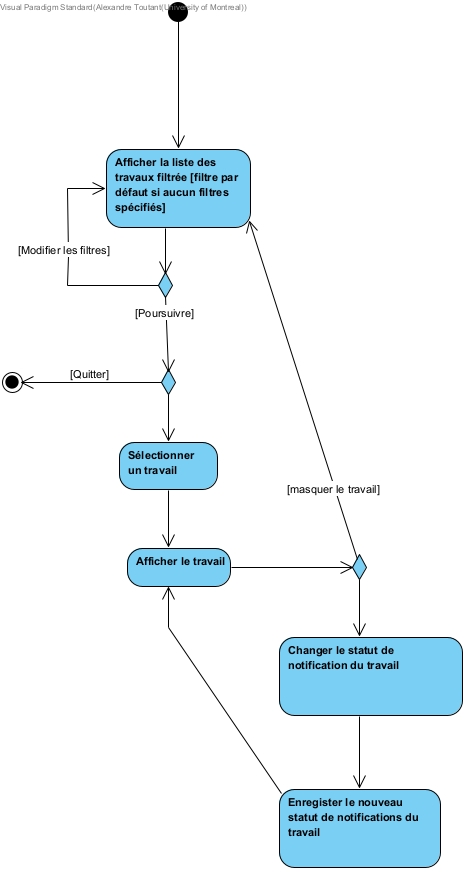 Visual Paradigm Standard(Alexandre Toutant(University of Montreal))
Afficher la liste des
travaux filtrée [filtre par
défaut si aucun filtres
spécifiés]
[Modifier les filtres]
[Poursuivre]
[Quitter]
Sélectionner
un travail
[masquer le travail]
Afficher le travail
Changer le statut de
notification du travail
Enregister le nouveau
statut de notifications du
travail